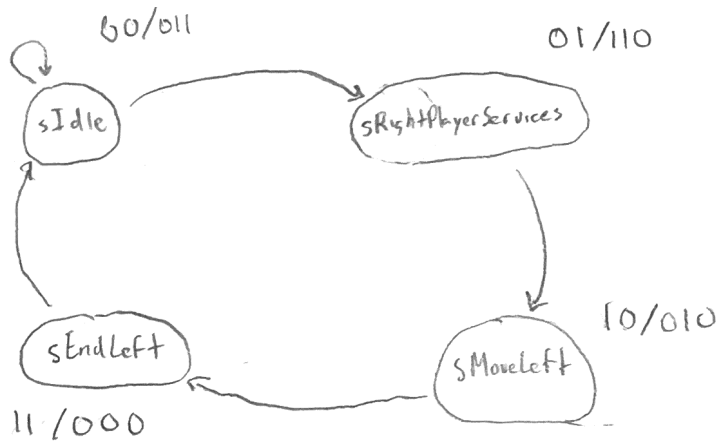 00/011
01/110
sIdle
sRightPlayerServices
10/010
sEndLeft
sMoveLeft
11/000